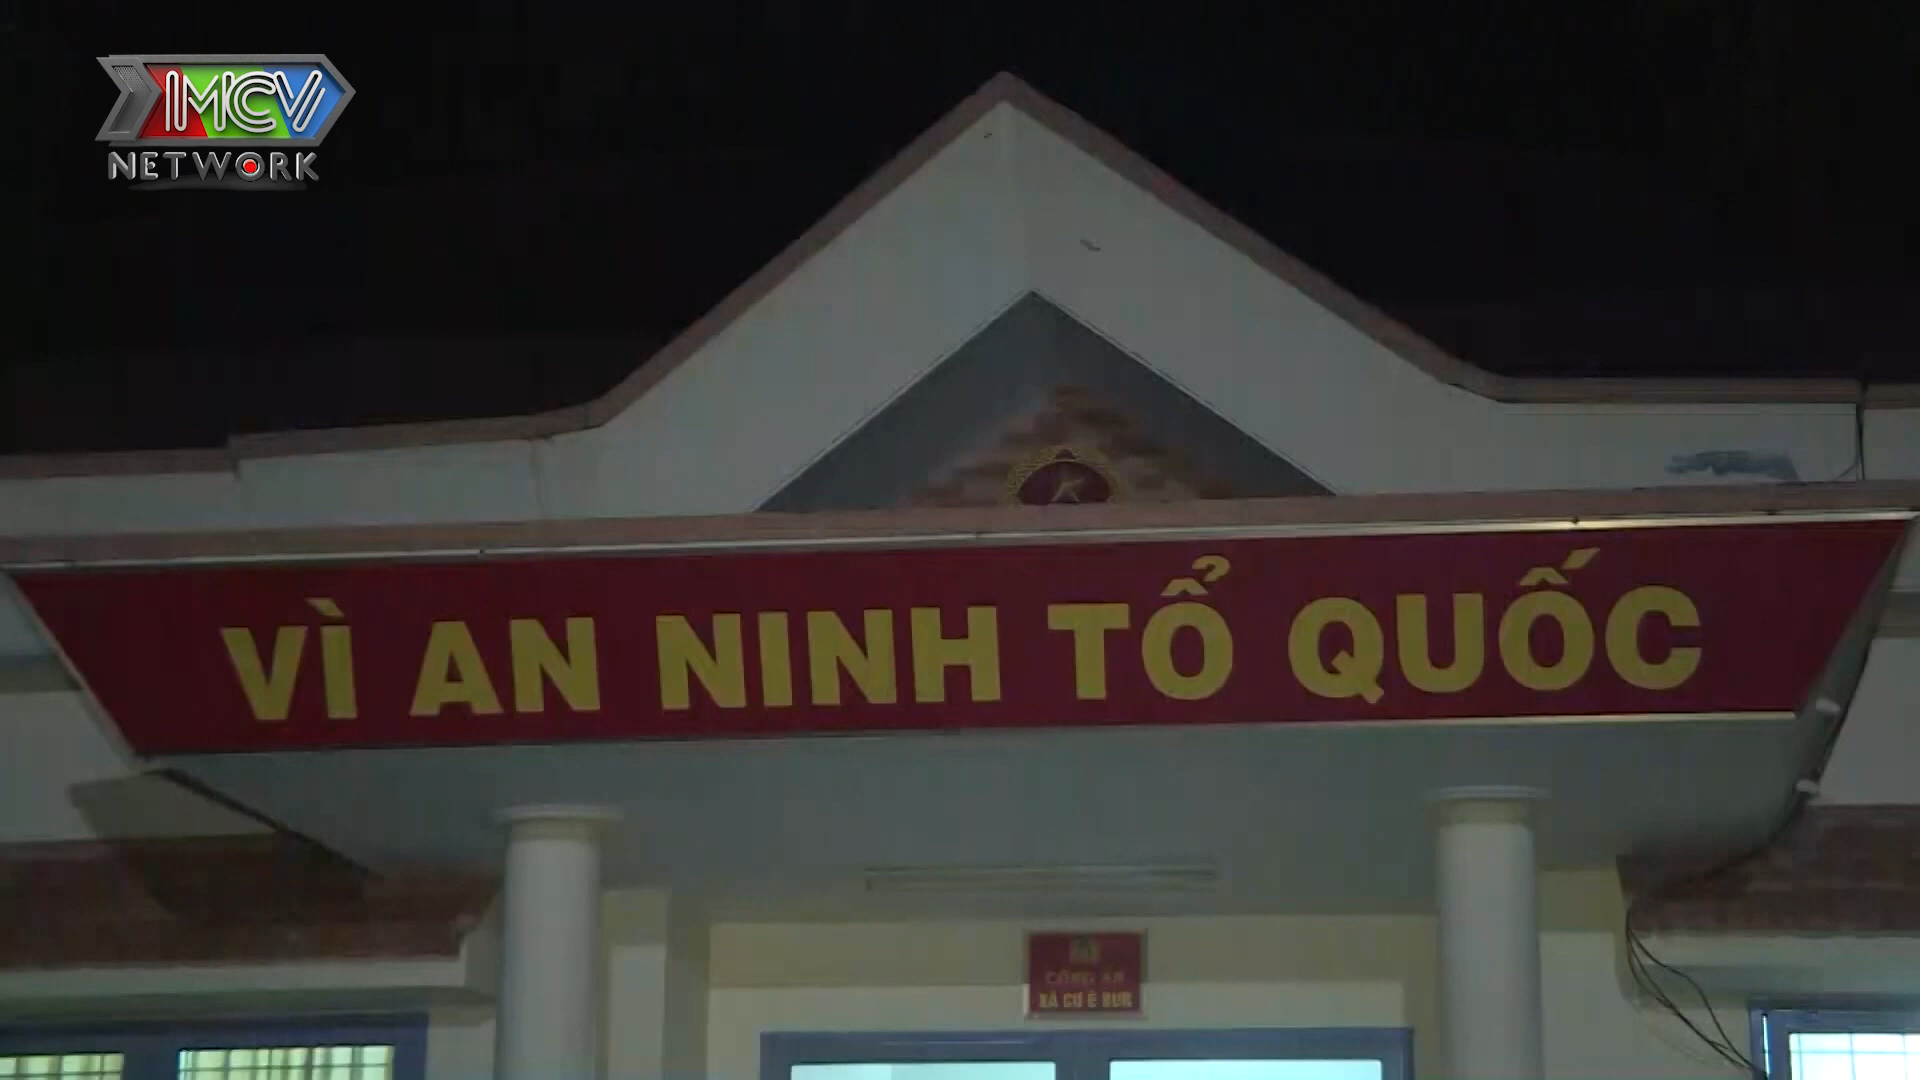 MCV
NETWORK
VÌ AN NINH TỔ QUỐC
CÔNG AN
XÃ CƯ Ê BUR